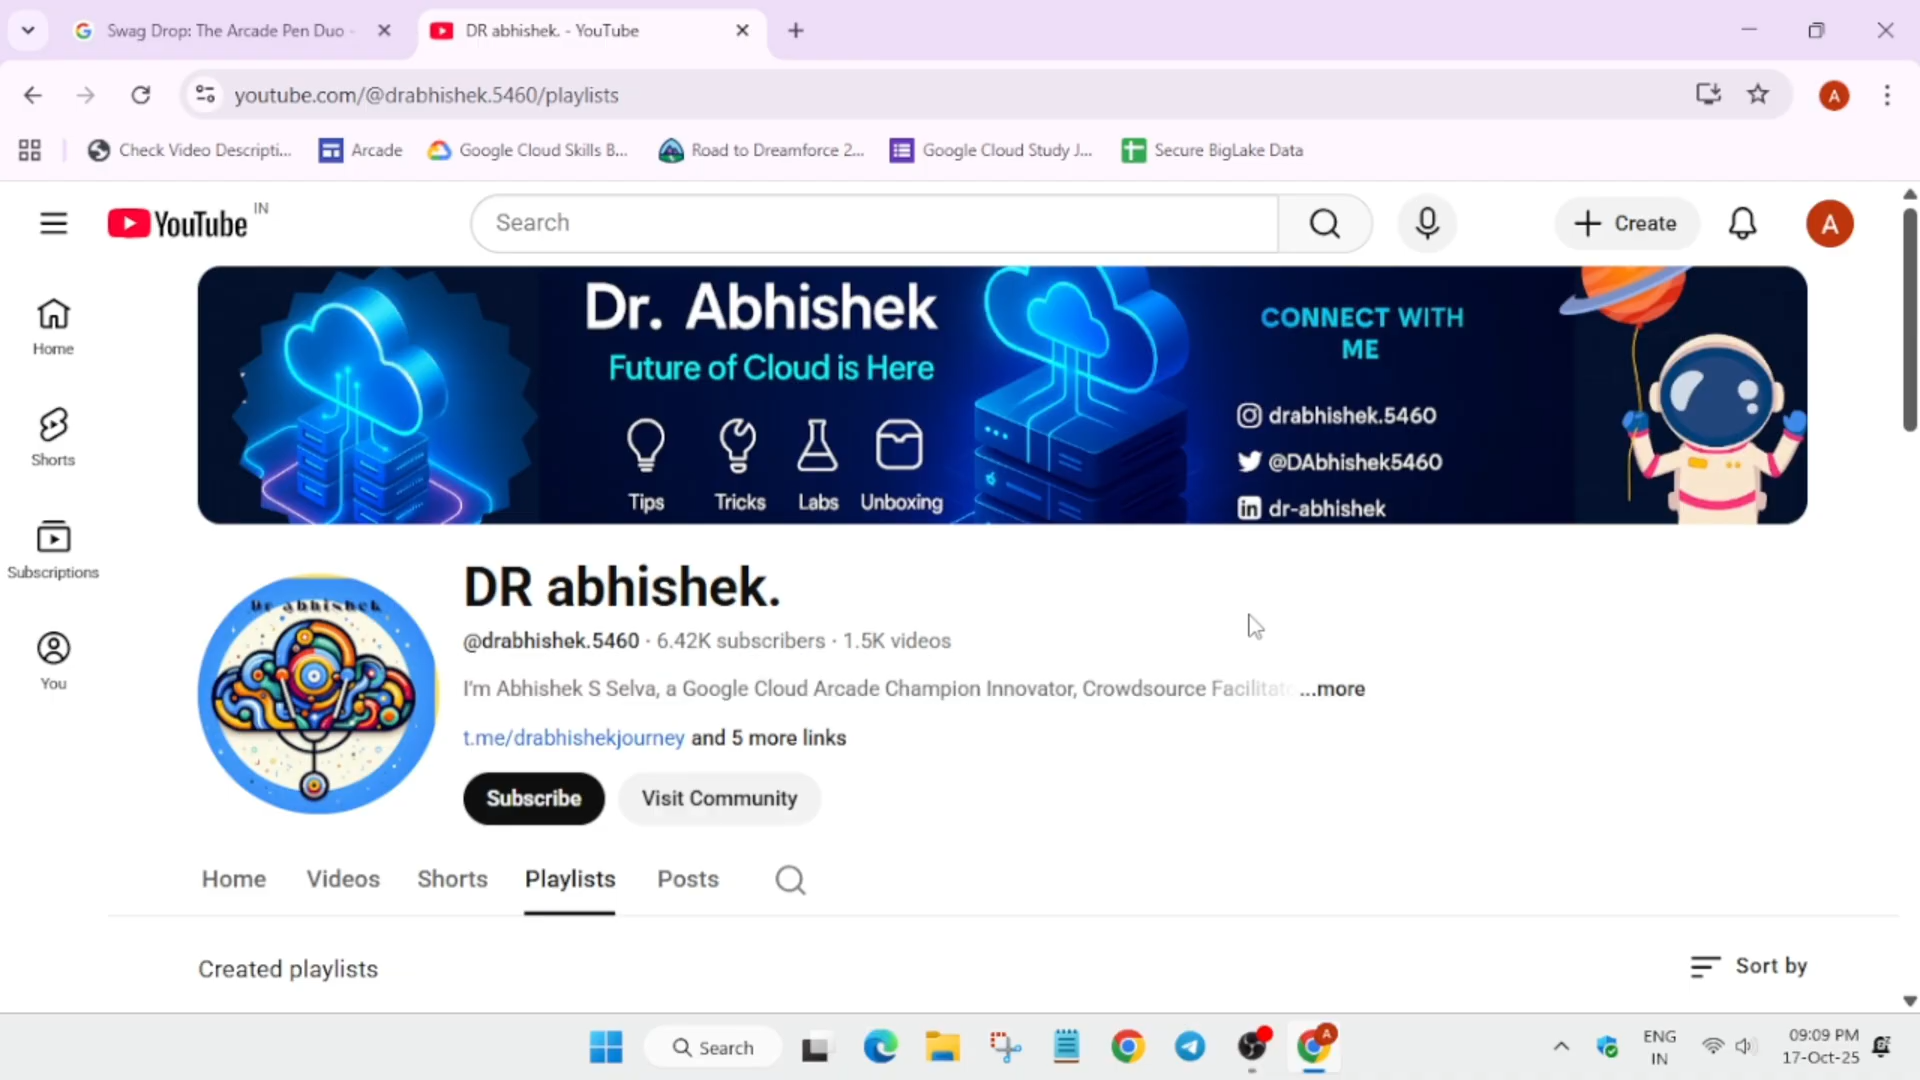 Swag Drop: The Arcade Pen Duo -
DR abhishek. - YouTube
youtube.com/@drabhishek.5460/playlists
A
Check Video Descripti...
Arcade
Google Cloud Skills B...
Road to Dreamforce 2...
Google Cloud Study J...
Secure BigLake Data
YouTube IN
Search
Create
A
Home
Shorts
Subscriptions
You
Dr. Abhishek
Future of Cloud is Here
Tips
Tricks
Labs
Unboxing
CONNECT WITH
ME
drabhishek.5460
@DAbhishek5460
dr-abhishek
Dr abhishek
DR abhishek.
@drabhishek.5460 · 6.42K subscribers · 1.5K videos
I'm Abhishek S Selva, a Google Cloud Arcade Champion Innovator, Crowdsource Facilitato ...more
t.me/drabhishekjourney and 5 more links
Subscribe
Visit Community
Home
Videos
Shorts
Playlists
Posts
Created playlists
Sort by
Search
A
ENG
IN
09:09 PM
17-Oct-25